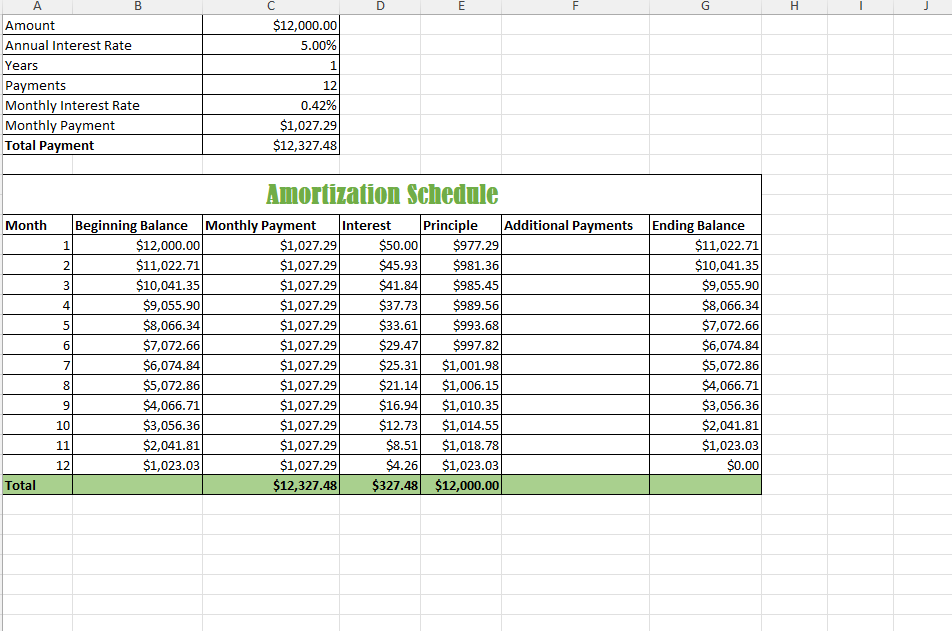 A B C D E F G H I J
Amount $12,000.00
Annual Interest Rate 5.00%
Years 1
Payments 12
Monthly Interest Rate 0.42%
Monthly Payment $1,027.29
Total Payment $12,327.48
Amortization Schedule
Month Beginning Balance Monthly Payment Interest Principle Additional Payments Ending Balance
1 $12,000.00 $1,027.29 $50.00 $977.29 $11,022.71
2 $11,022.71 $1,027.29 $45.93 $981.36 $10,041.35
3 $10,041.35 $1,027.29 $41.84 $985.45 $9,055.90
4 $9,055.90 $1,027.29 $37.73 $989.56 $8,066.34
5 $8,066.34 $1,027.29 $33.61 $993.68 $7,072.66
6 $7,072.66 $1,027.29 $29.47 $997.82 $6,074.84
7 $6,074.84 $1,027.29 $25.31 $1,001.98 $5,072.86
8 $5,072.86 $1,027.29 $21.14 $1,006.15 $4,066.71
9 $4,066.71 $1,027.29 $16.94 $1,010.35 $3,056.36
10 $3,056.36 $1,027.29 $12.73 $1,014.55 $2,041.81
11 $2,041.81 $1,027.29 $8.51 $1,018.78 $1,023.03
12 $1,023.03 $1,027.29 $4.26 $1,023.03 $0.00
Total $12,327.48 $327.48 $12,000.00